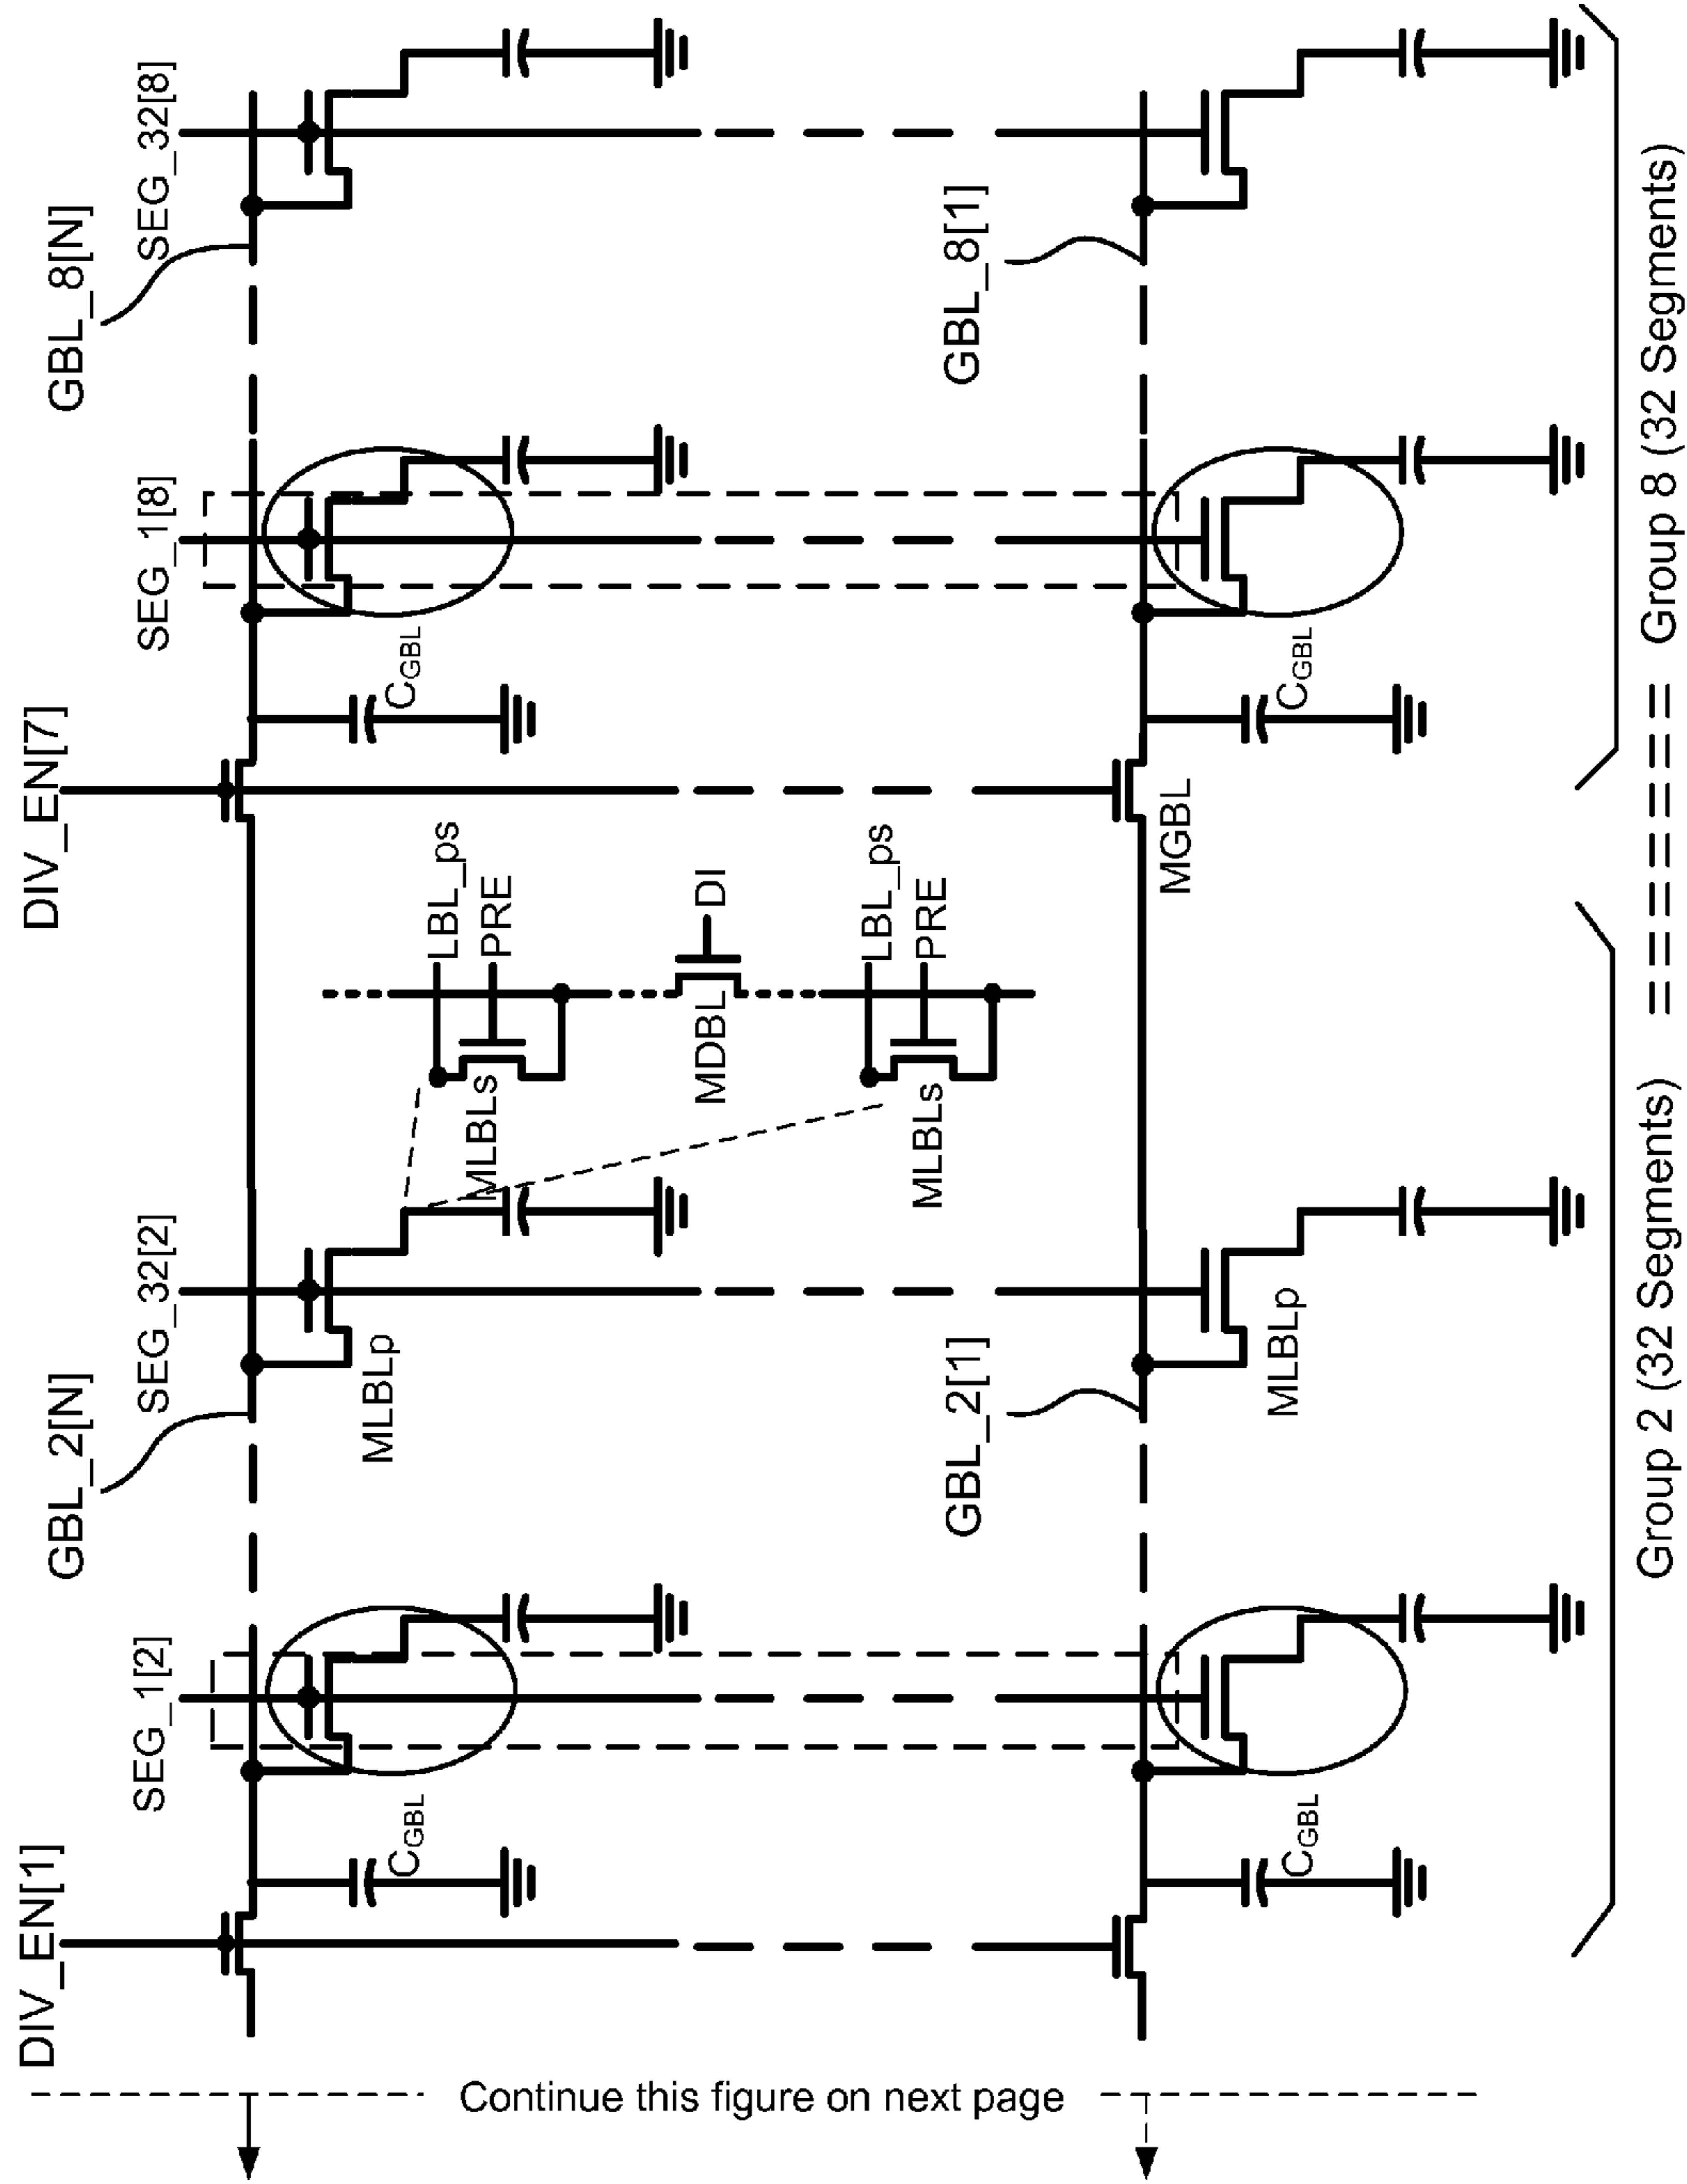 DIV_EN[1]
DIV_EN[7]
GBL_2[N]
GBL_8[N]
SEG_1[2]
SEG_32[2]
SEG_1[8]
SEG_32[8]
CGBL
MLBLp
CGBL
LBL_ps
PRE
MLBLs
MDBL
DI
LBL_ps
PRE
MLBLs
GBL_2[1]
GBL_8[1]
CGBL
MLBLp
MGBL
CGBL
Group 2 (32 Segments) ======= Group 8 (32 Segments)
Continue this figure on next page